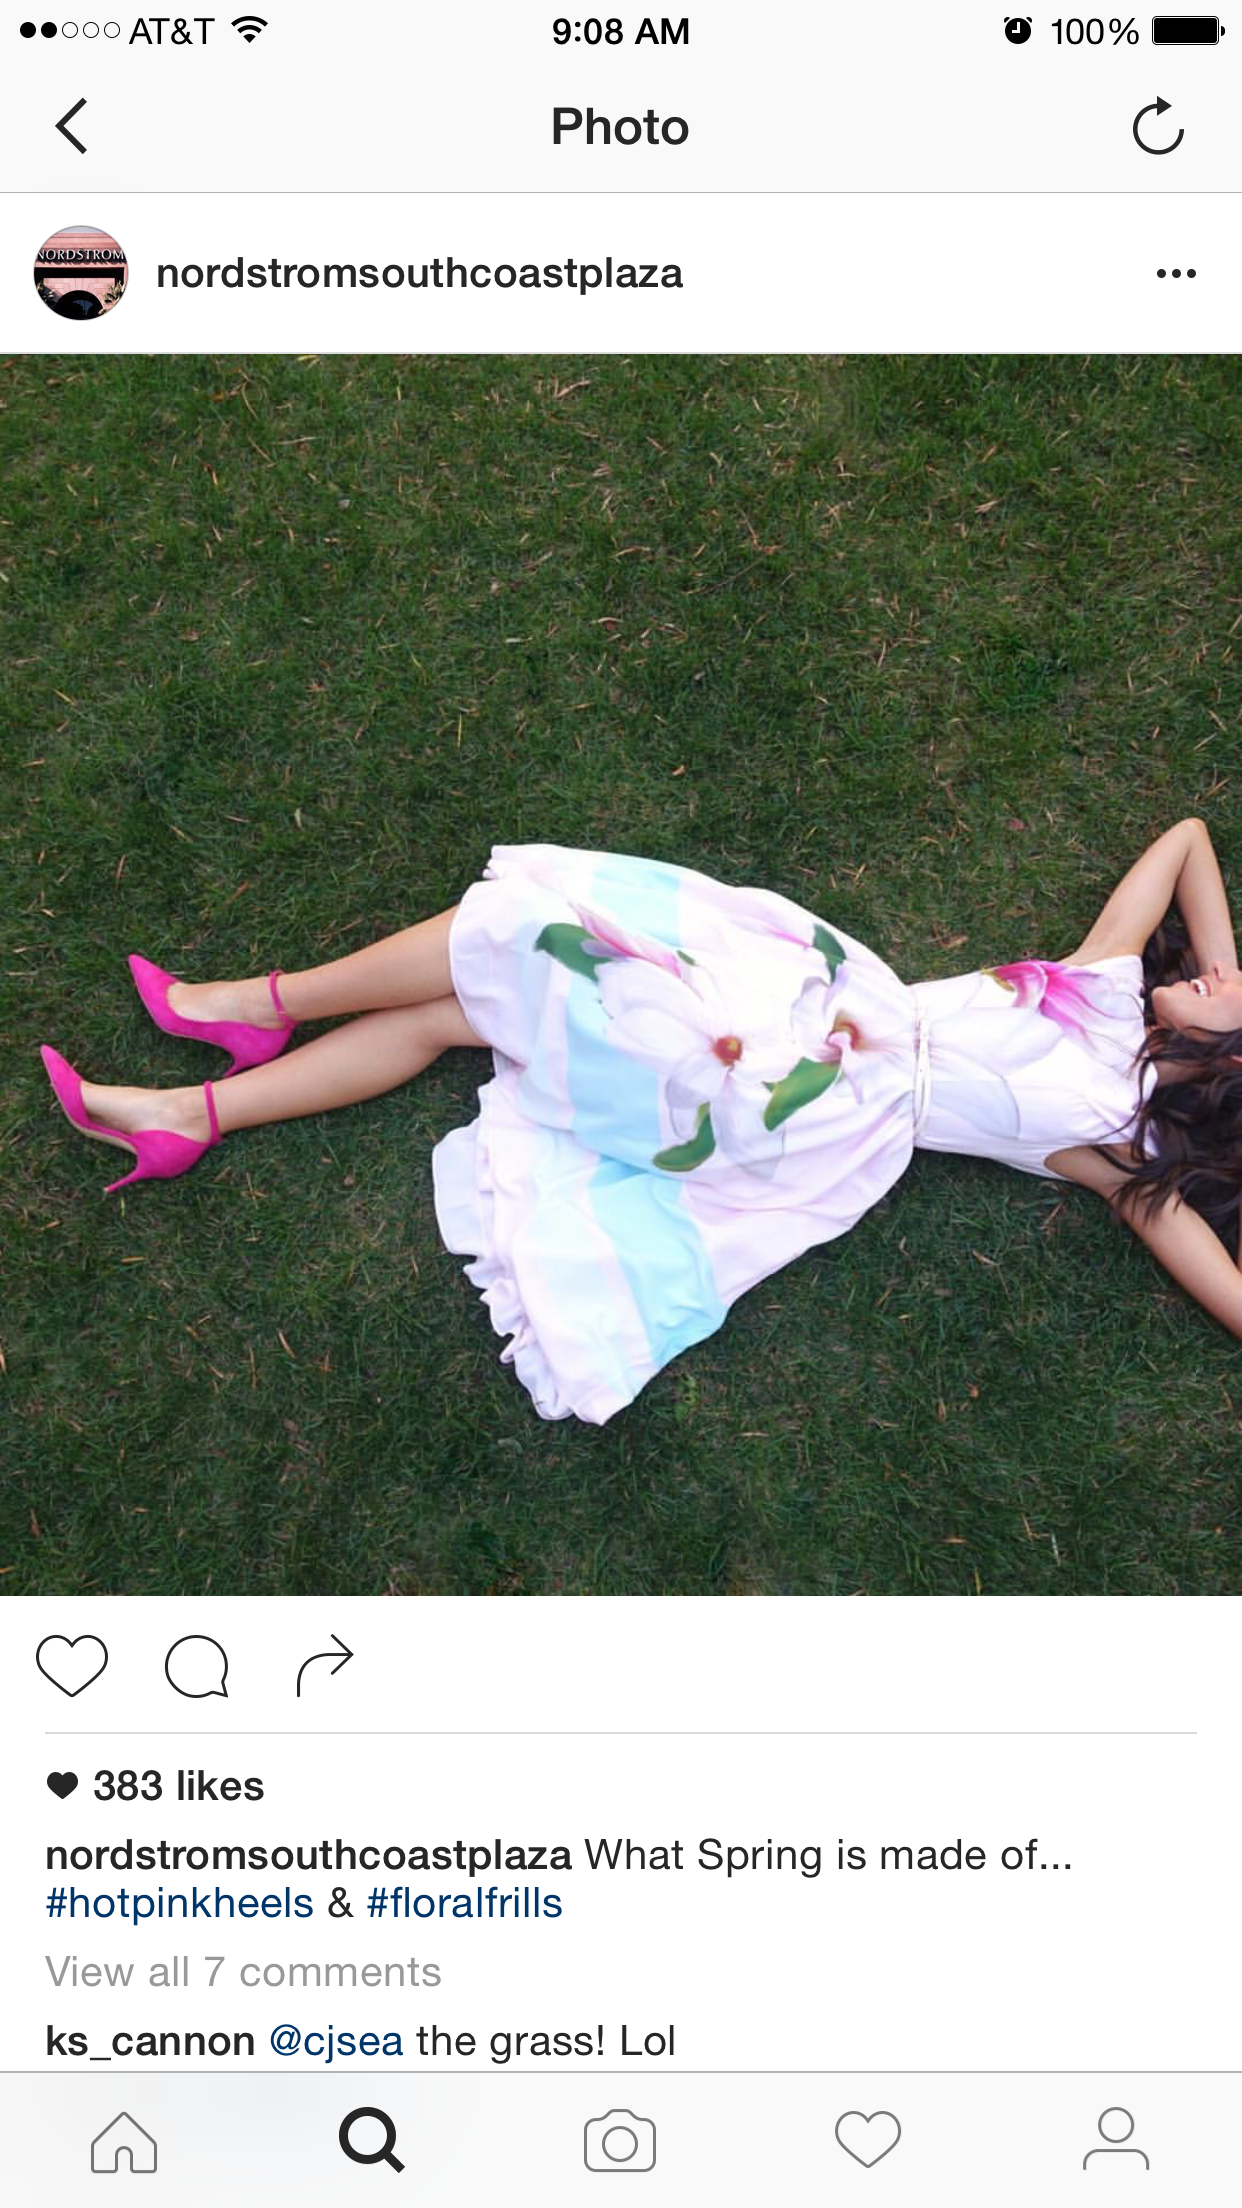 AT&T 9:08 AM 100%
Photo
NORDSTROM
nordstromsouthcoastplaza
383 likes
nordstromsouthcoastplaza What Spring is made of...
#hotpinkheels & #floralfrills
View all 7 comments
ks_cannon @cjsea the grass! Lol